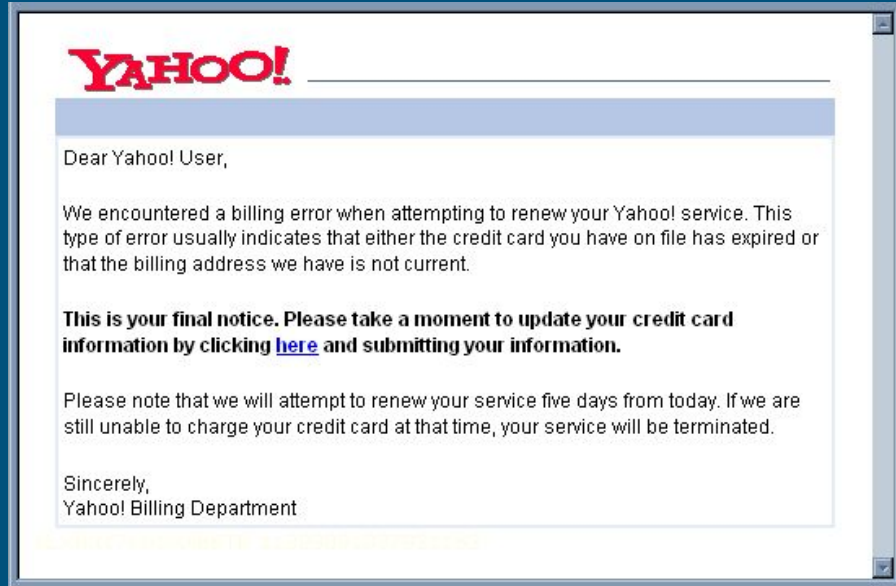 YAHOO!
Dear Yahoo! User,
We encountered a billing error when attempting to renew your Yahoo! service. This
type of error usually indicates that either the credit card you have on file has expired or
that the billing address we have is not current.
This is your final notice. Please take a moment to update your credit card
information by clicking here and submitting your information.
Please note that we will attempt to renew your service five days from today. If we are
still unable to charge your credit card at that time, your service will be terminated.
Sincerely,
Yahoo! Billing Department